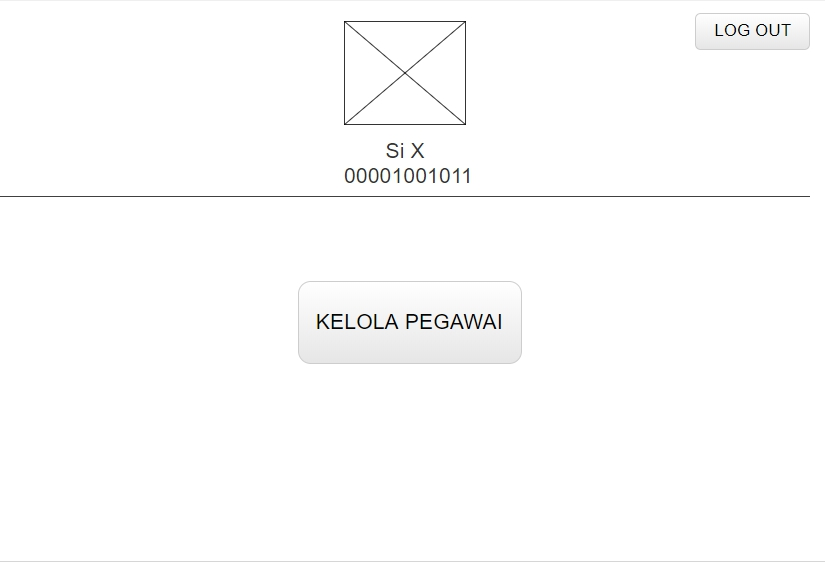 LOG OUT
Si X
00001001011
KELOLA PEGAWAI